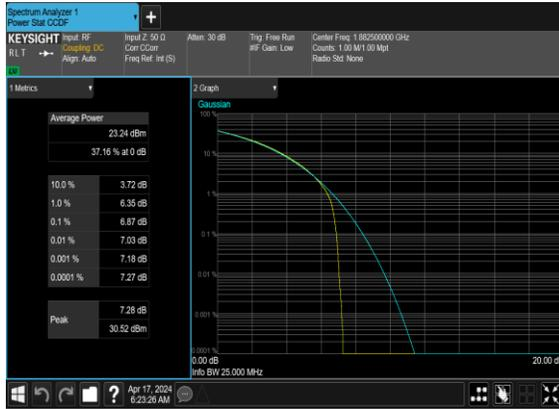 Spectrum Analyzer 1
Power Stat CCDF
+
KEYSIGHT
RLT
Input: RF
Coupling: DC
Align: Auto
Input Z: 50 Ω
Corr CCorr
Freq Ref: Int (S)
Atten: 30 dB
Trig: Free Run
#IF Gain: Low
Center Freq: 1.882500000 GHz
Counts: 1.00 M/1.00 Mpt
Radio Std: None
1 Metrics
Average Power
23.24 dBm
37.16 % at 0 dB
10.0 % 3.72 dB
1.0 % 6.35 dB
0.1 % 6.87 dB
0.01 % 7.03 dB
0.001 % 7.18 dB
0.0001 % 7.27 dB
Peak
7.28 dB
30.52 dBm
2 Graph
Gaussian
100 %
10 %
1 %
0.1 %
0.01 %
0.001 %
0.0001 %
0.00 dB
20.00 d
Info BW 25.000 MHz
?
Apr 17, 2024
6:23:26 AM